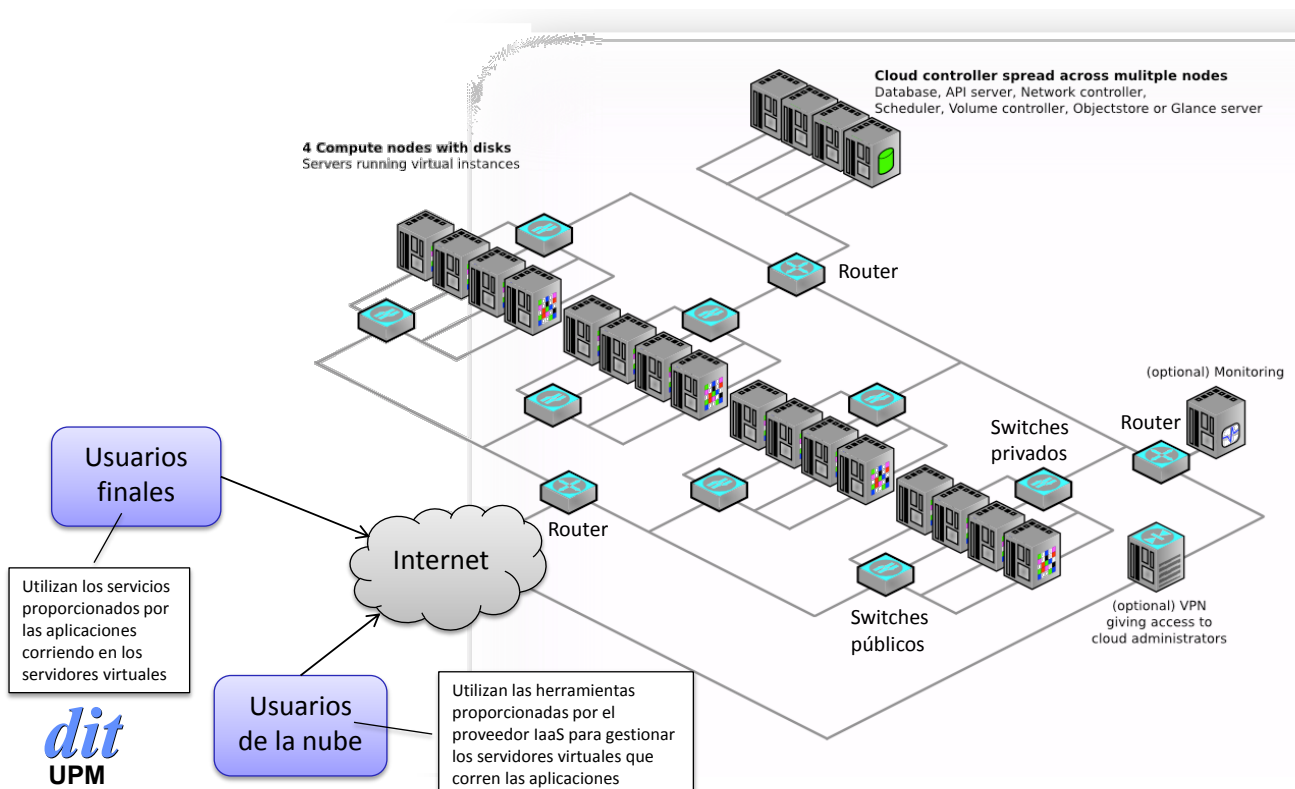 Cloud controller spread across mulitple nodes
Database, API server, Network controller,
Scheduler, Volume controller, Objectstore or Glance server
4 Compute nodes with disks
Servers running virtual instances
Router
(optional) Monitoring
Router
Switches
privados
Usuarios
finales
Router
Internet
Utilizan los servicios
proporcionados por
las aplicaciones
corriendo en los
servidores virtuales
Switches
públicos
(optional) VPN
giving access to
cloud administrators
Usuarios
de la nube
Utilizan las herramientas
proporcionadas por el
proveedor IaaS para gestionar
los servidores virtuales que
corren las aplicaciones
dit
UPM